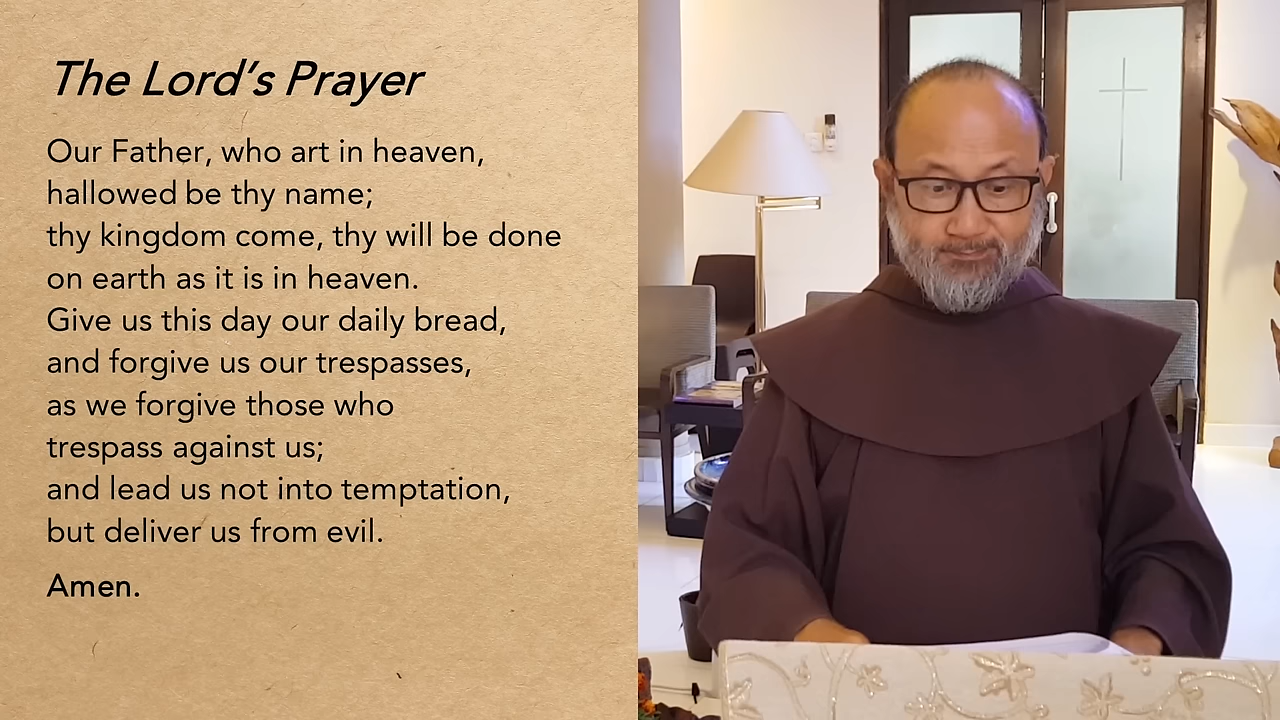 The Lord's Prayer
Our Father, who art in heaven,
hallowed be thy name;
thy kingdom come, thy will be done
on earth as it is in heaven.
Give us this day our daily bread,
and forgive us our trespasses,
as we forgive those who
trespass against us;
and lead us not into temptation,
but deliver us from evil.
Amen.